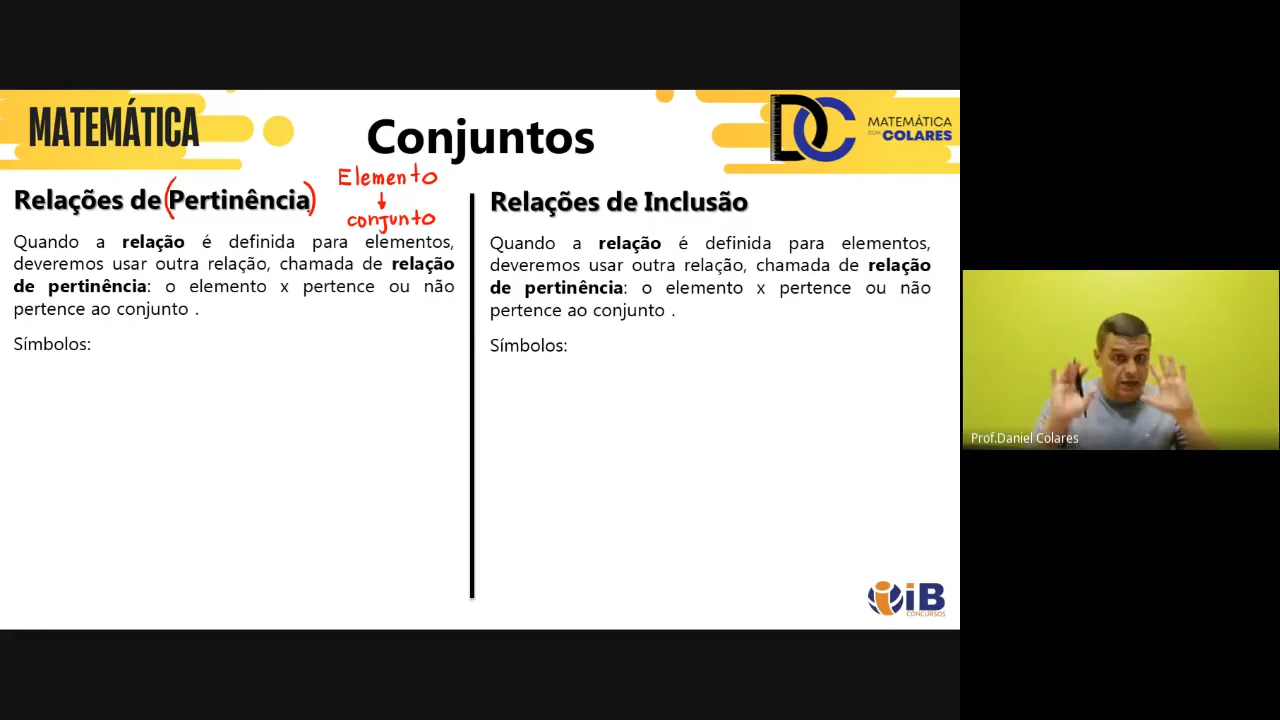 MATEMÁTICA
Conjuntos
DC
MATEMÁTICA
COM COLARES
Relações de (Pertinência)
Elemento
↓
conjunto
Quando a relação é definida para elementos,
deveremos usar outra relação, chamada de relação
de pertinência: o elemento x pertence ou não
pertence ao conjunto .
Símbolos:
Relações de Inclusão
Quando a relação é definida para elementos,
deveremos usar outra relação, chamada de relação
de pertinência: o elemento x pertence ou não
pertence ao conjunto .
Símbolos:
Prof.Daniel Colares
iB
CONCURSOS